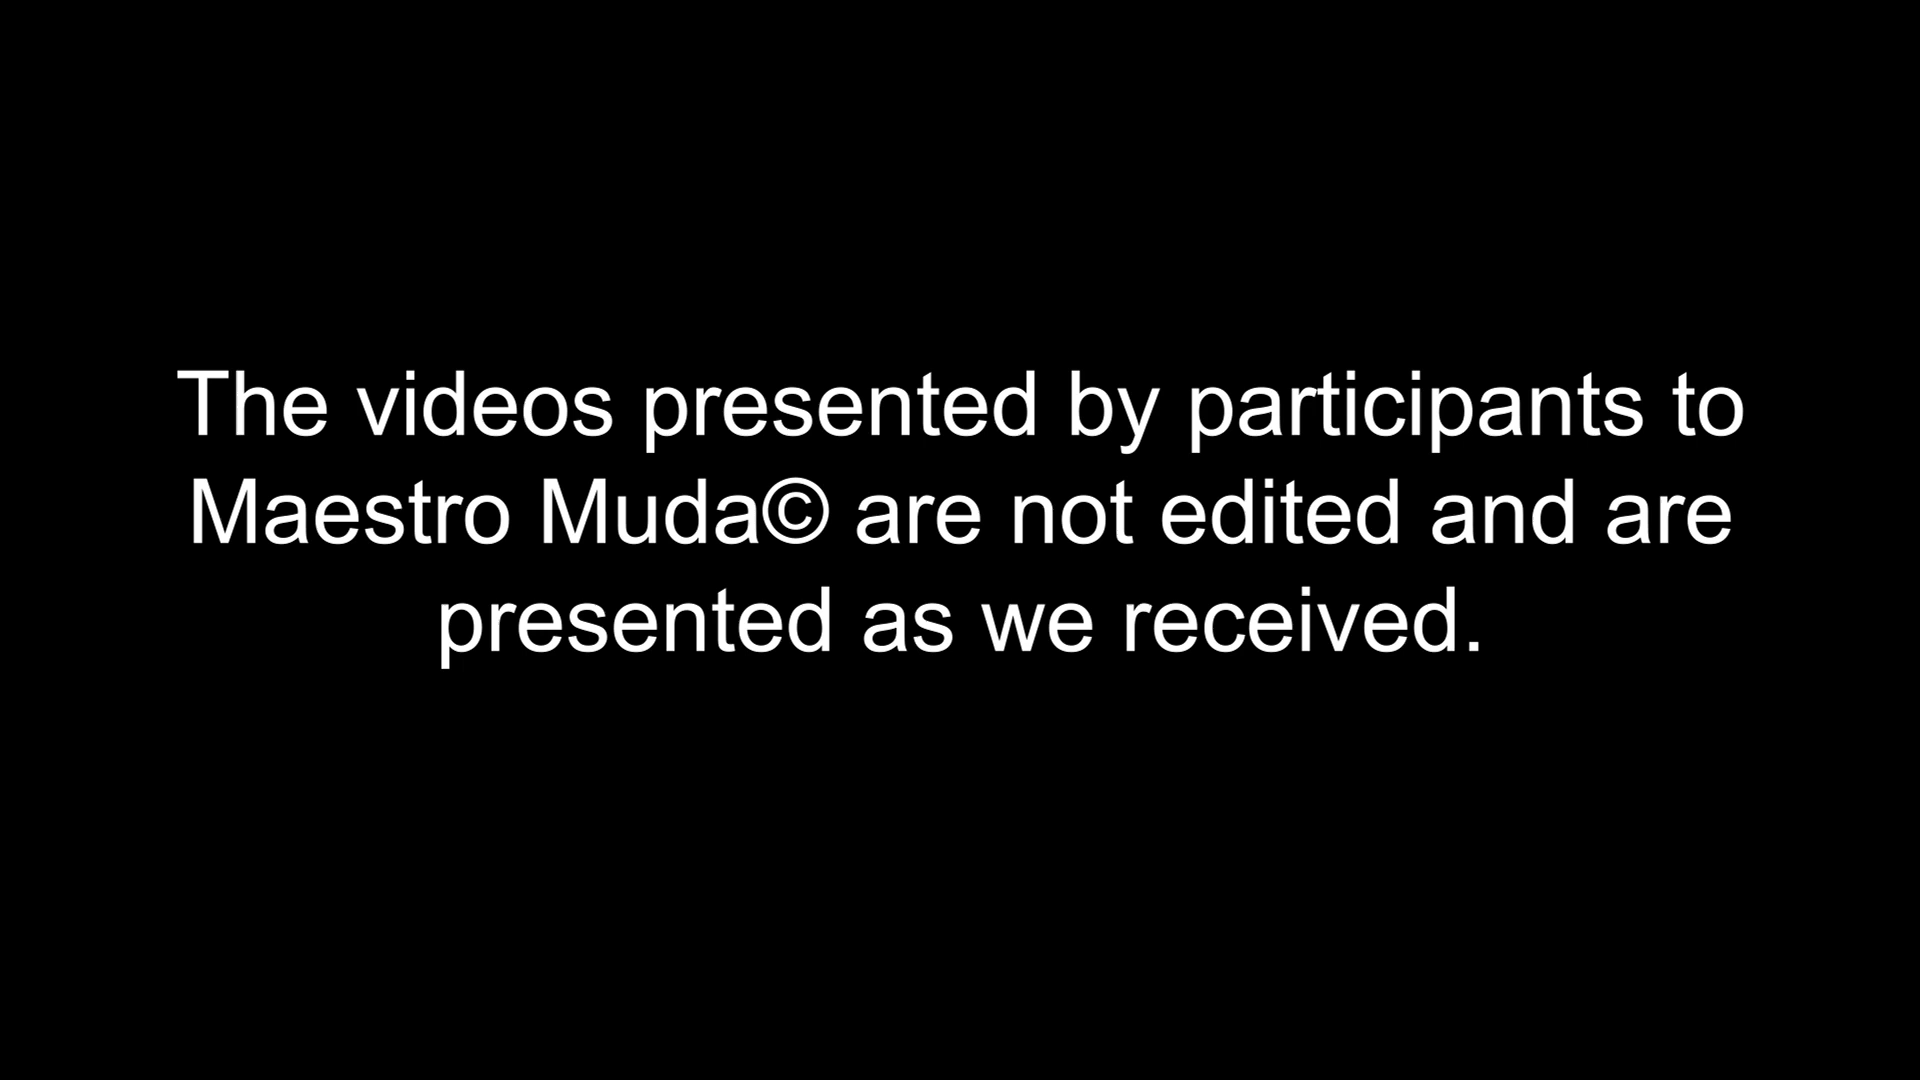 The videos presented by participants to
Maestro Muda© are not edited and are
presented as we received.